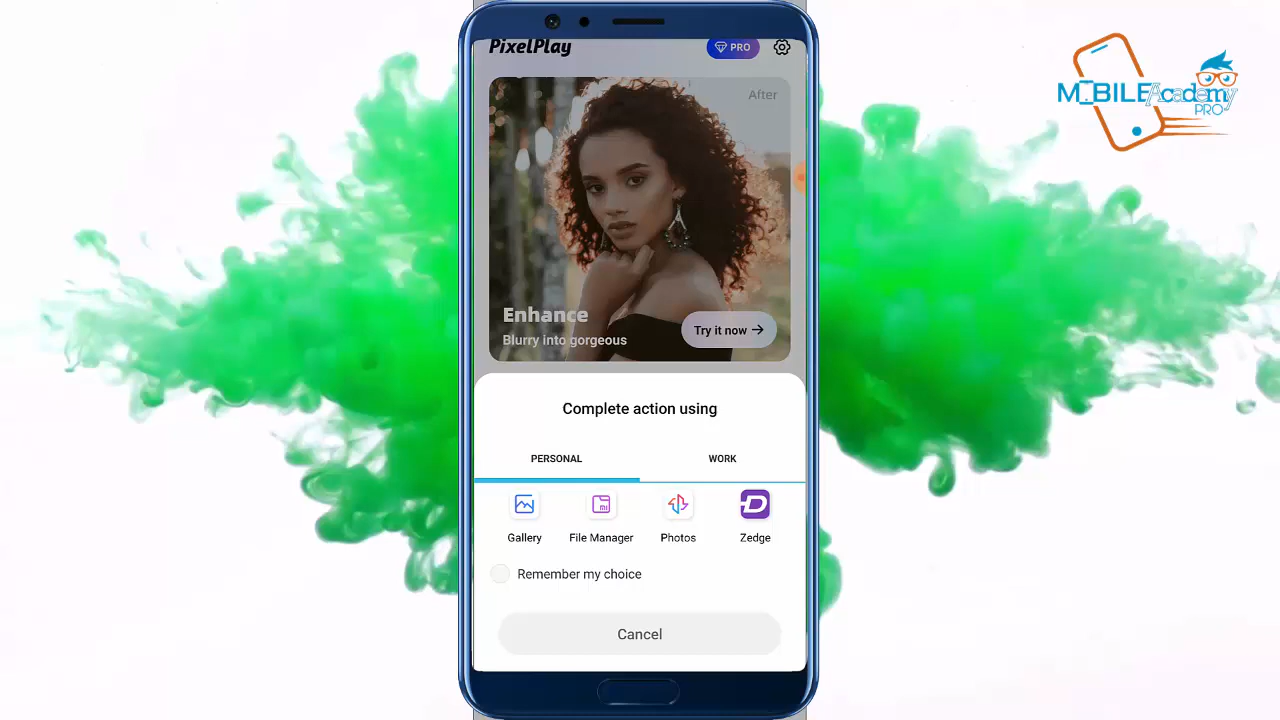 PixelPlay
PRO
After
Enhance
Blurry into gorgeous
Try it now →
Complete action using
PERSONAL WORK
Gallery File Manager Photos Zedge
Remember my choice
Cancel
MOBILE Academy
PRO